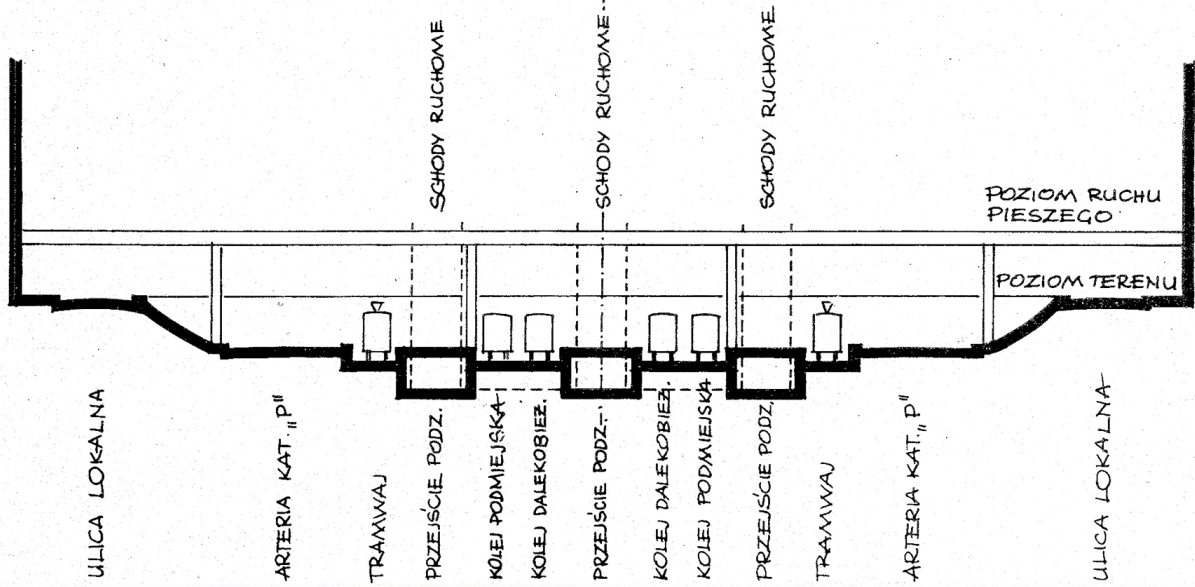 SCHODY RUCHOME
SCHODY RUCHOME
SCHODY RUCHOME
POZIOM RUCHU
PIESZEGO
POZIOM TERENU
ULICA LOKALNA
ARTERIA KAT. „P"
TRAMWAJ
PRZEJŚCIE PODZ.
KOLEJ PODMIEJSKA
KOLEJ DALEKOBIEŻ.
PRZEJŚCIE PODZ.
KOLEJ DALEKOBIEŻ.
KOLEJ PODMIEJSKA
PRZEJŚCIE PODZ.
TRAMWAJ
ARTERIA KAT. „P"
ULICA LOKALNA